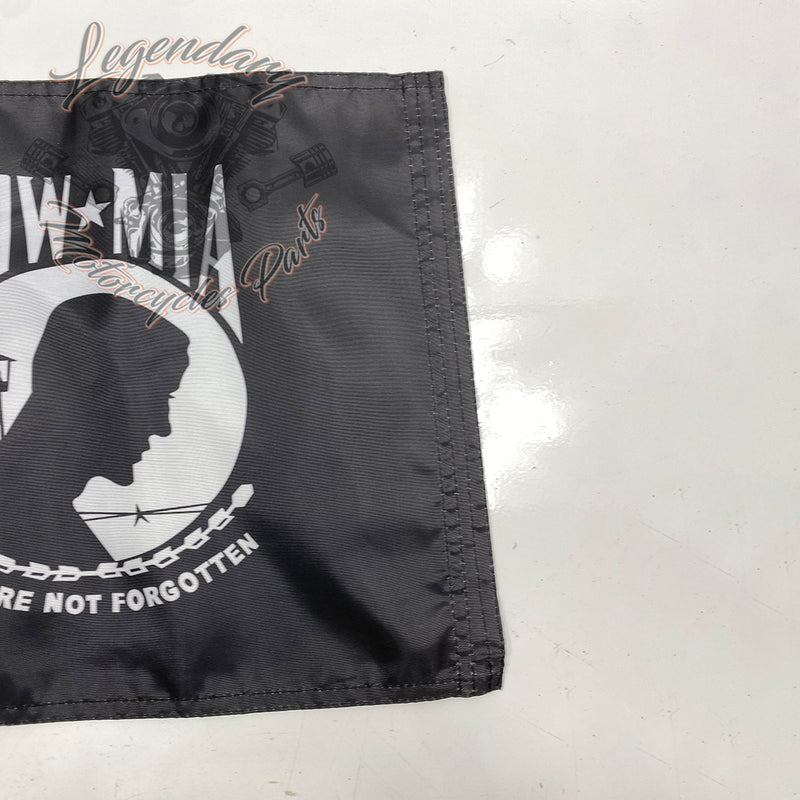 Legendary
OW★MIA
Motorcycles Parts
RE NOT FORGOTTEN